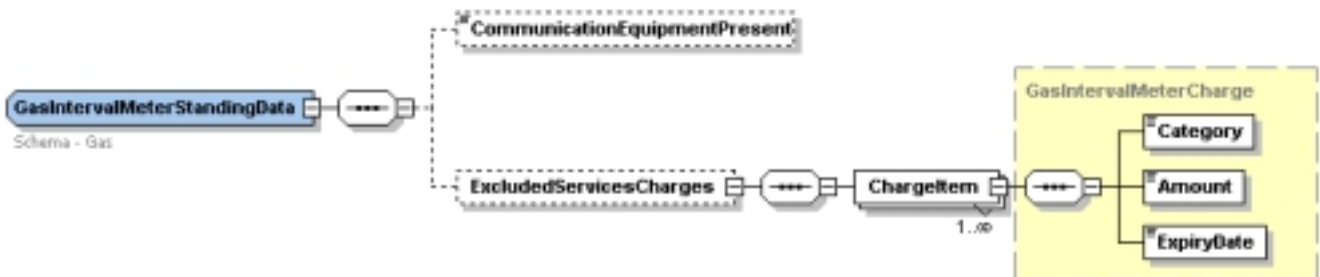 CommunicationEquipmentPresent
GasIntervalMeterStandingData
Schema - Gas
ExcludedServicesCharges
ChargeItem
1..∞
GasIntervalMeterCharge
Category
Amount
ExpiryDate